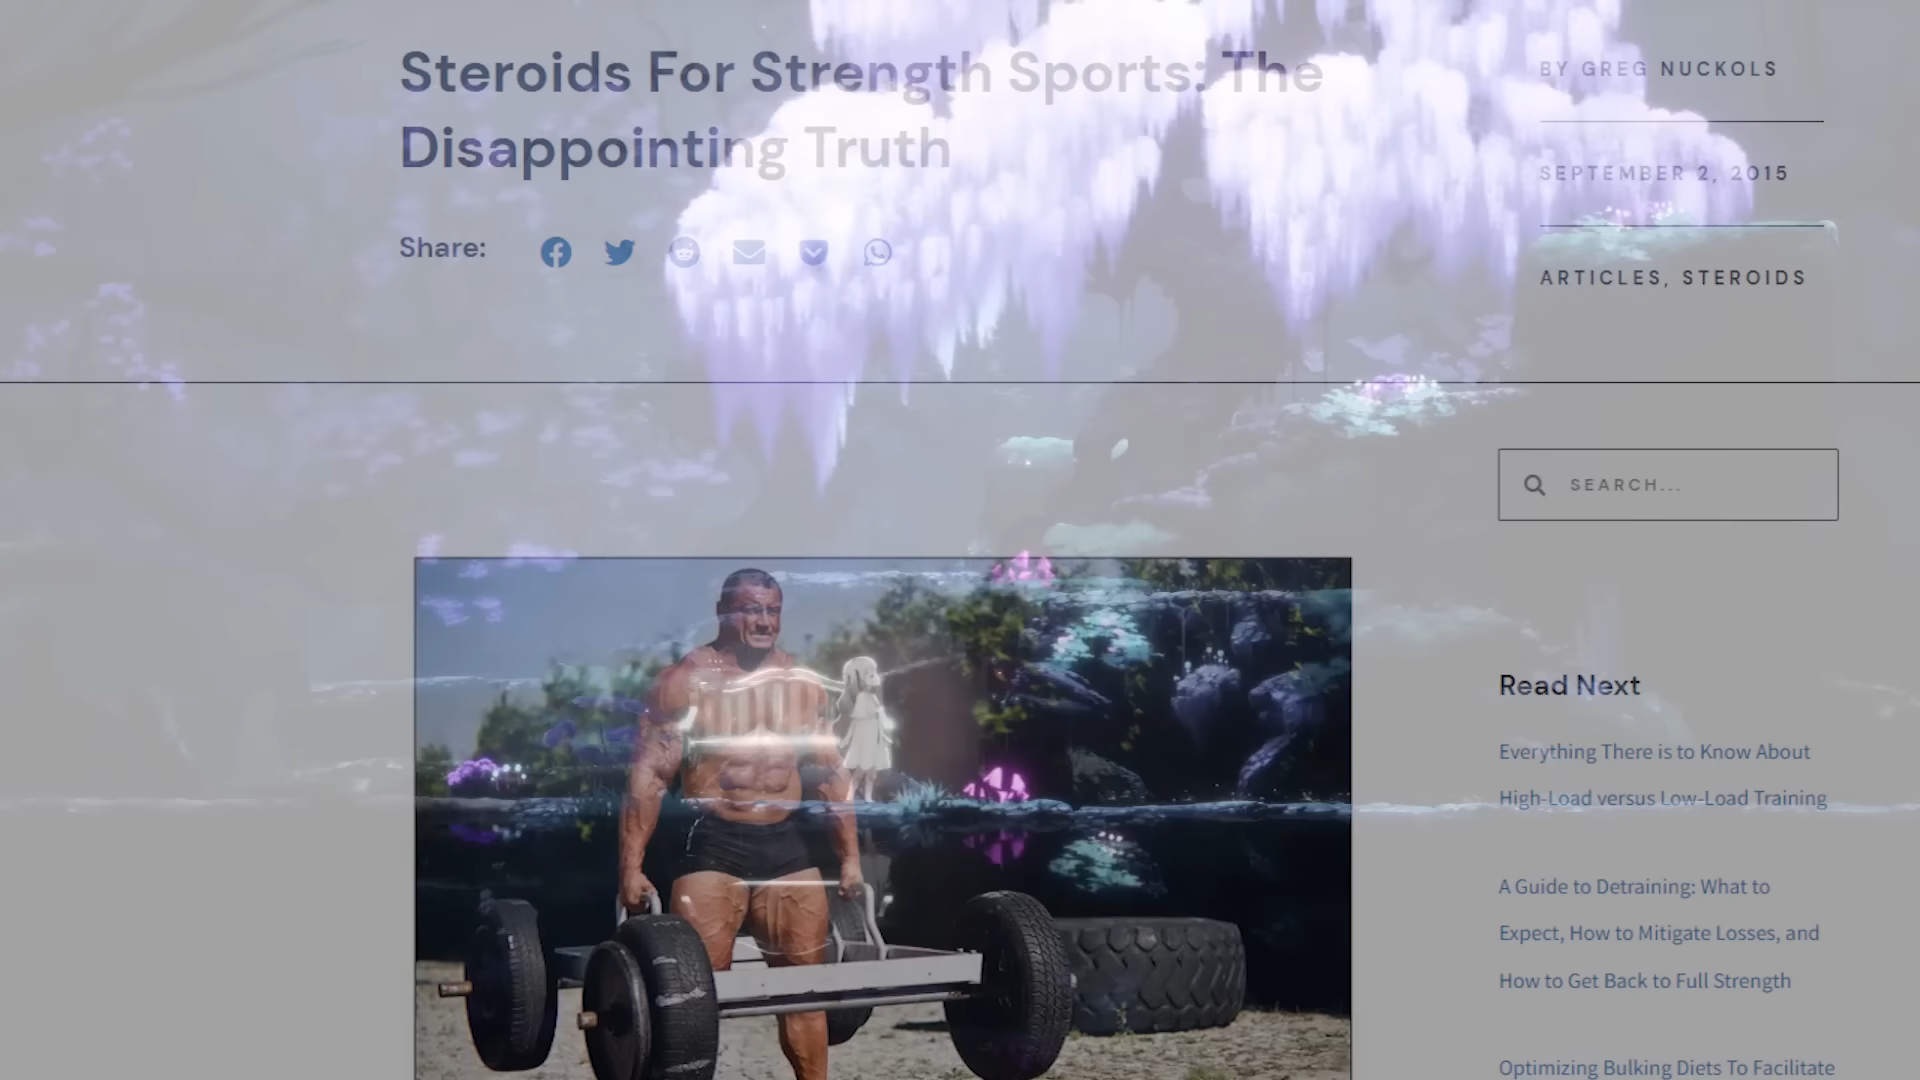 Steroids For Strength Sports: The
Disappointing Truth
Share:
BY GREG NUCKOLS
SEPTEMBER 2, 2015
ARTICLES, STEROIDS
SEARCH...
Read Next
Everything There is to Know About
High-Load versus Low-Load Training
A Guide to Detraining: What to
Expect, How to Mitigate Losses, and
How to Get Back to Full Strength
Optimizing Bulking Diets To Facilitate